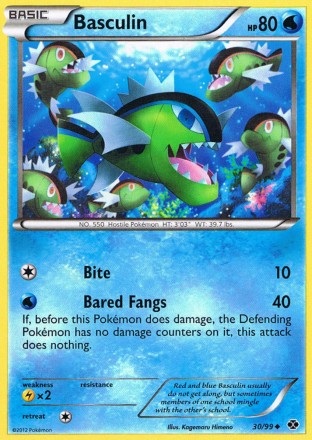 BASIC
Basculin
HP 80
NO. 550 Hostile Pokémon HT: 3'03" WT: 39.7 lbs.
Bite 10
Bared Fangs 40
If, before this Pokémon does damage, the Defending
Pokémon has no damage counters on it, this attack
does nothing.
weakness resistance
×2
retreat
Red and blue Basculin usually
do not get along, but sometimes
members of one school mingle
with the other's school.
Illus. Kagemaru Himeno
30/99
©2012 Pokémon